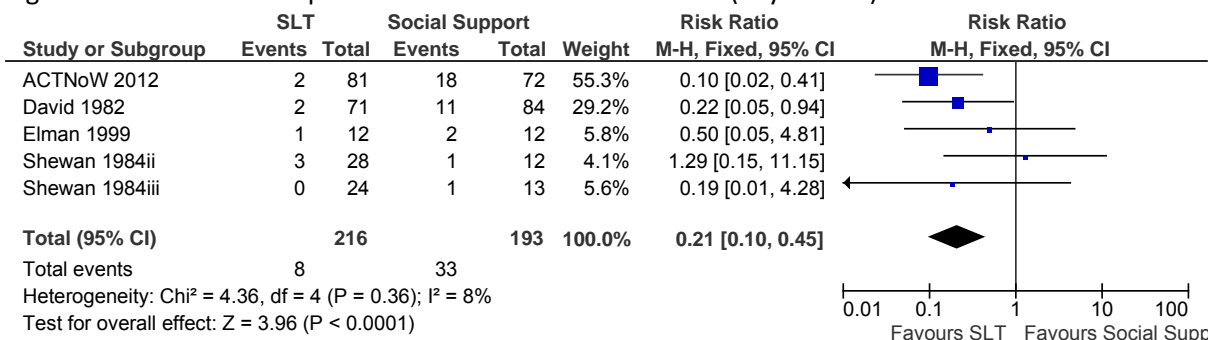 SLT Social Support Risk Ratio Risk Ratio
Study or Subgroup Events Total Events Total Weight M-H, Fixed, 95% CI M-H, Fixed, 95% CI
ACTNoW 2012 2 81 18 72 55.3% 0.10 [0.02, 0.41]
David 1982 2 71 11 84 29.2% 0.22 [0.05, 0.94]
Elman 1999 1 12 2 12 5.8% 0.50 [0.05, 4.81]
Shewan 1984ii 3 28 1 12 4.1% 1.29 [0.15, 11.15]
Shewan 1984iii 0 24 1 13 5.6% 0.19 [0.01, 4.28]
Total (95% CI) 216 193 100.0% 0.21 [0.10, 0.45]
Total events 8 33
Heterogeneity: Chi² = 4.36, df = 4 (P = 0.36); I² = 8%
Test for overall effect: Z = 3.96 (P < 0.0001)
0.01 0.1 1 10 100
Favours SLT Favours Social Supp